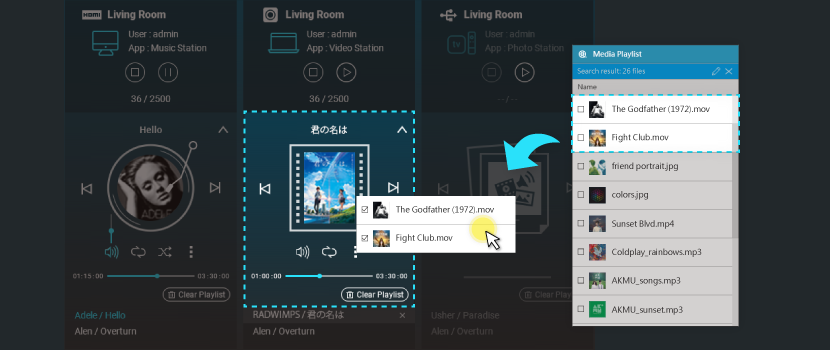 HDMI Living Room
User : admin
App : Music Station
36 / 2500
Hello
ADELE
01:15:00
03:30:00
Clear Playlist
Adele / Hello
Alen / Overturn
Living Room
User : admin
App : Video Station
36 / 2500
君の名は
01:00:00
03:30:00
Clear Playlist
RADWIMPS / 君の名は
Alen / Overturn
The Godfather (1972).mov
Fight Club.mov
Living Room
User : admin
TV
App : Photo Station
--/--
Clear Playlist
Usher / Paradise
Alen / Overturn
Media Playlist
Search result: 26 files
Name
The Godfather (1972).mov
Fight Club.mov
friend portrait.jpg
colors.jpg
Sunset Blvd.mp4
Coldplay_rainbows.mp3
AKMU_songs.mp3
AKMU_sunset.mp3